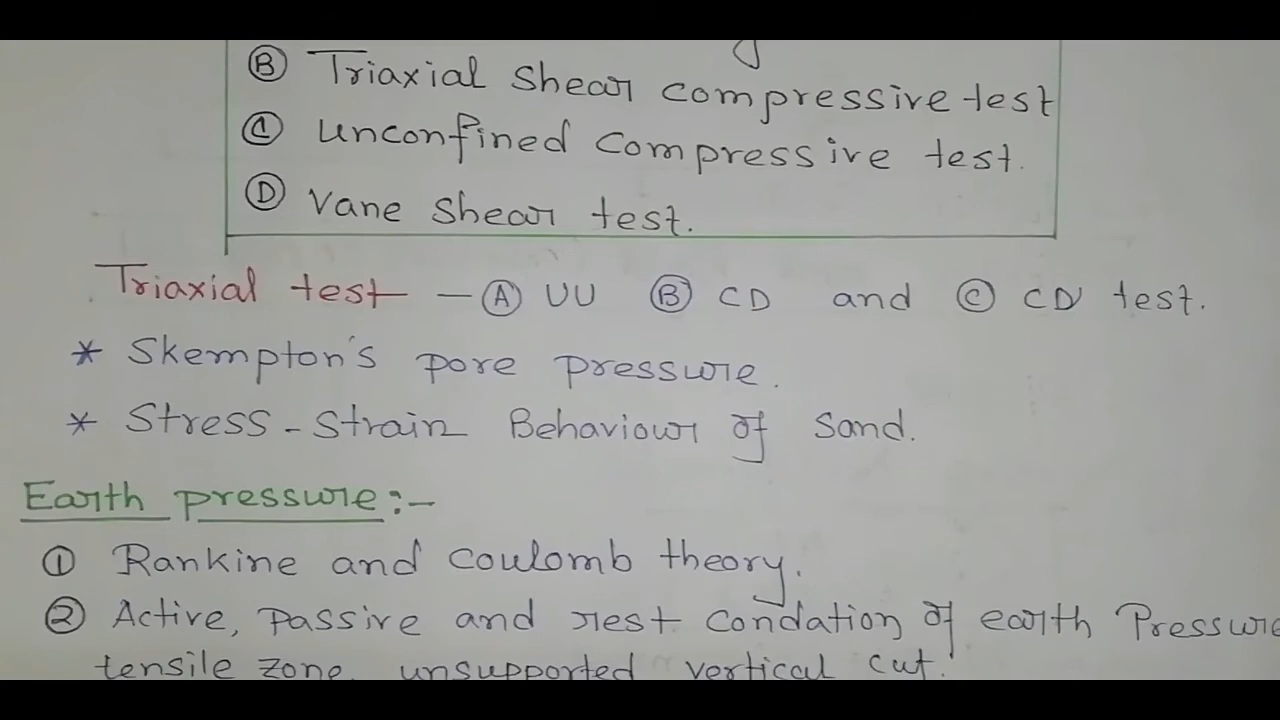 Ⓑ Triaxial Shear compressive test
Ⓒ unconfined compressive test.
Ⓓ Vane Shear test.
Triaxial test - Ⓐ UU Ⓑ CD and Ⓒ CD test.
* Skempton's pore pressure.
* Stress-Strain Behaviour of Sand.
Earth pressure:-
① Rankine and Coulomb theory.
② Active, Passive and rest condation of earth Pressure
tensile zone, unsupported vertical cut.